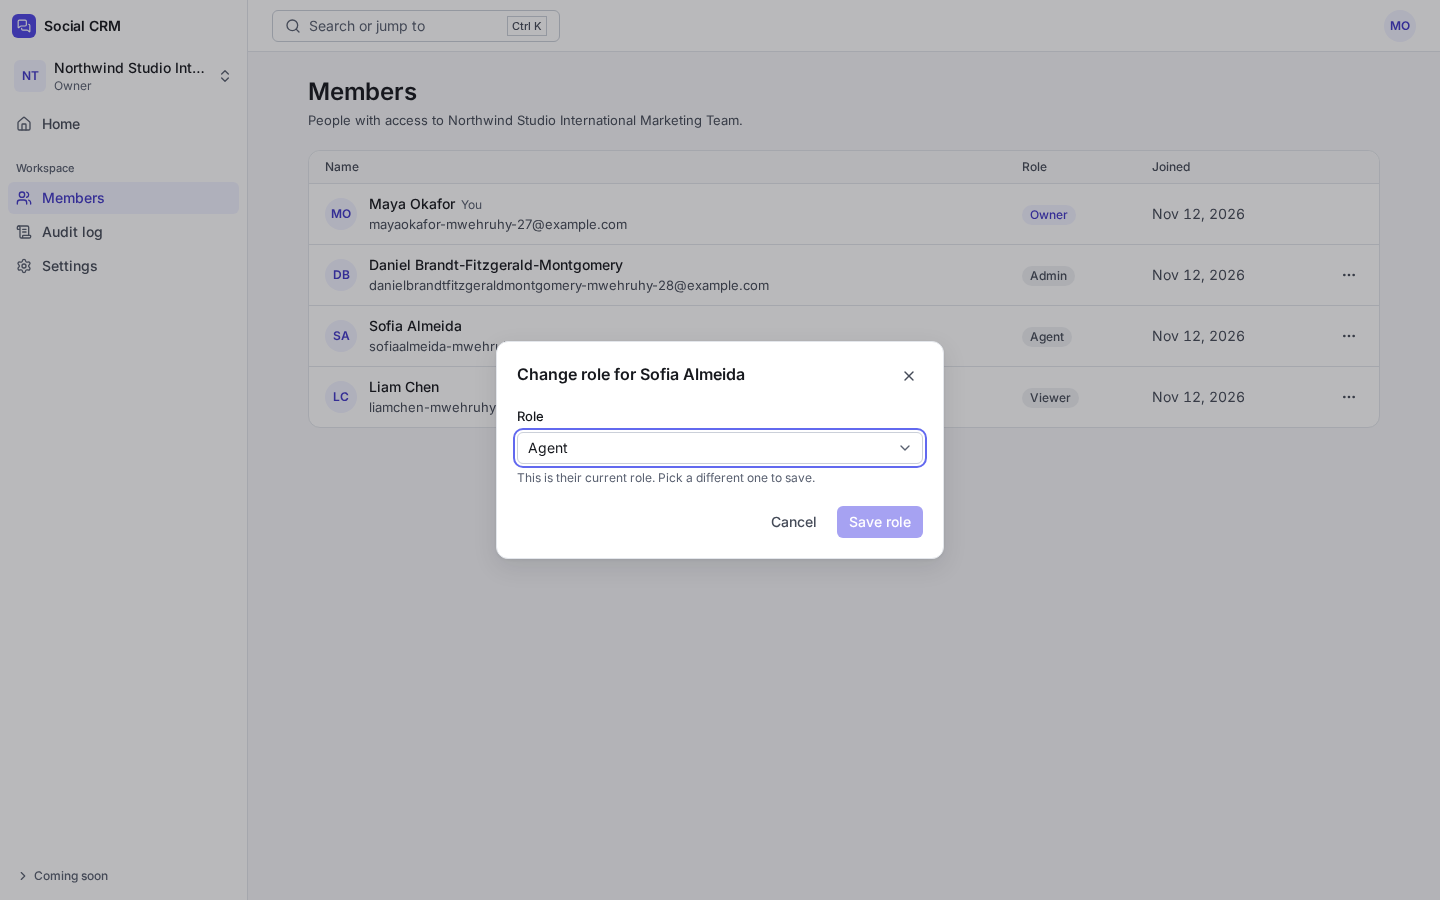 Social CRM
Search or jump to
Ctrl K
MO
NT
Northwind Studio Int...
Owner
Home
Workspace
Members
Audit log
Settings
Coming soon
Members
People with access to Northwind Studio International Marketing Team.
Name Role Joined
MO
Maya Okafor You
mayaokafor-mwehruhy-27@example.com
Owner
Nov 12, 2026
DB
Daniel Brandt-Fitzgerald-Montgomery
danielbrandtfitzgeraldmontgomery-mwehruhy-28@example.com
Admin
Nov 12, 2026
SA
Sofia Almeida
sofiaalmeida-mwehru
Agent
Nov 12, 2026
LC
Liam Chen
liamchen-mwehruhy
Viewer
Nov 12, 2026
Change role for Sofia Almeida
Role
Agent
This is their current role. Pick a different one to save.
Cancel
Save role